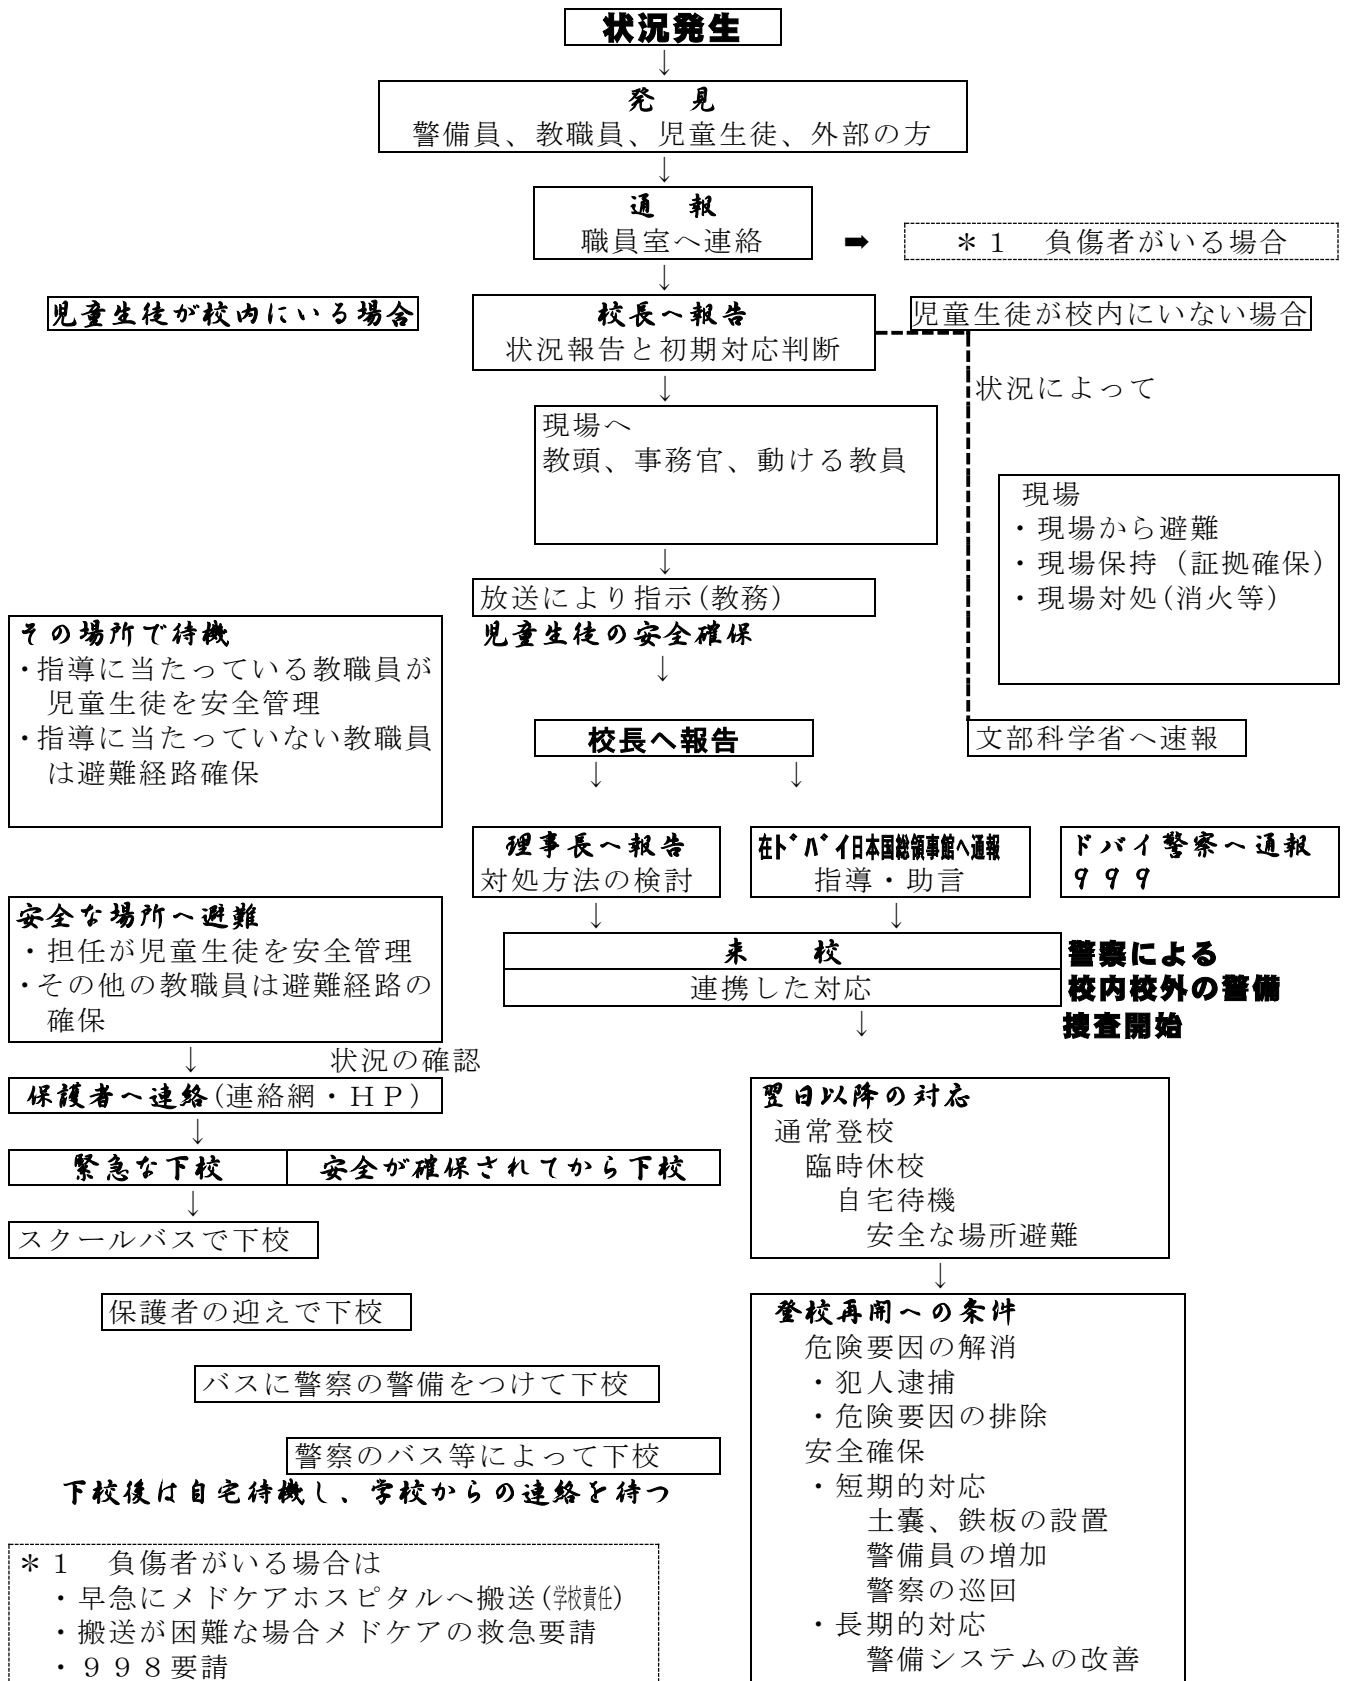 状況発生
↓
発　見
警備員、教職員、児童生徒、外部の方
↓
通　報
職員室へ連絡
➡
＊１　負傷者がいる場合
↓
児童生徒が校内にいる場合
校長へ報告
状況報告と初期対応判断
児童生徒が校内にいない場合
↓
状況によって
現場へ
教頭、事務官、動ける教員
現場
・現場から避難
・現場保持（証拠確保）
・現場対処(消火等)
↓
放送により指示(教務)
児童生徒の安全確保
↓
その場所で待機
・指導に当たっている教職員が
児童生徒を安全管理
・指導に当たっていない教職員
は避難経路確保
校長へ報告
文部科学省へ速報
↓
↓
理事長へ報告
対処方法の検討
在ドバイ日本国総領事館へ通報
指導・助言
ドバイ警察へ通報
９９９
↓
↓
安全な場所へ避難
・担任が児童生徒を安全管理
・その他の教職員は避難経路の
確保
来　　校
連携した対応
警察による
校内校外の警備
捜査開始
↓
↓
状況の確認
保護者へ連絡(連絡網・ＨＰ)
↓
緊急な下校
安全が確保されてから下校
↓
スクールバスで下校
保護者の迎えで下校
バスに警察の警備をつけて下校
警察のバス等によって下校
下校後は自宅待機し、学校からの連絡を待つ
＊１　負傷者がいる場合は
・早急にメドケアホスピタルへ搬送(学校責任)
・搬送が困難な場合メドケアの救急要請
・９９８要請
翌日以降の対応
通常登校
臨時休校
自宅待機
安全な場所避難
↓
登校再開への条件
危険要因の解消
・犯人逮捕
・危険要因の排除
安全確保
・短期的対応
土嚢、鉄板の設置
警備員の増加
警察の巡回
・長期的対応
警備システムの改善